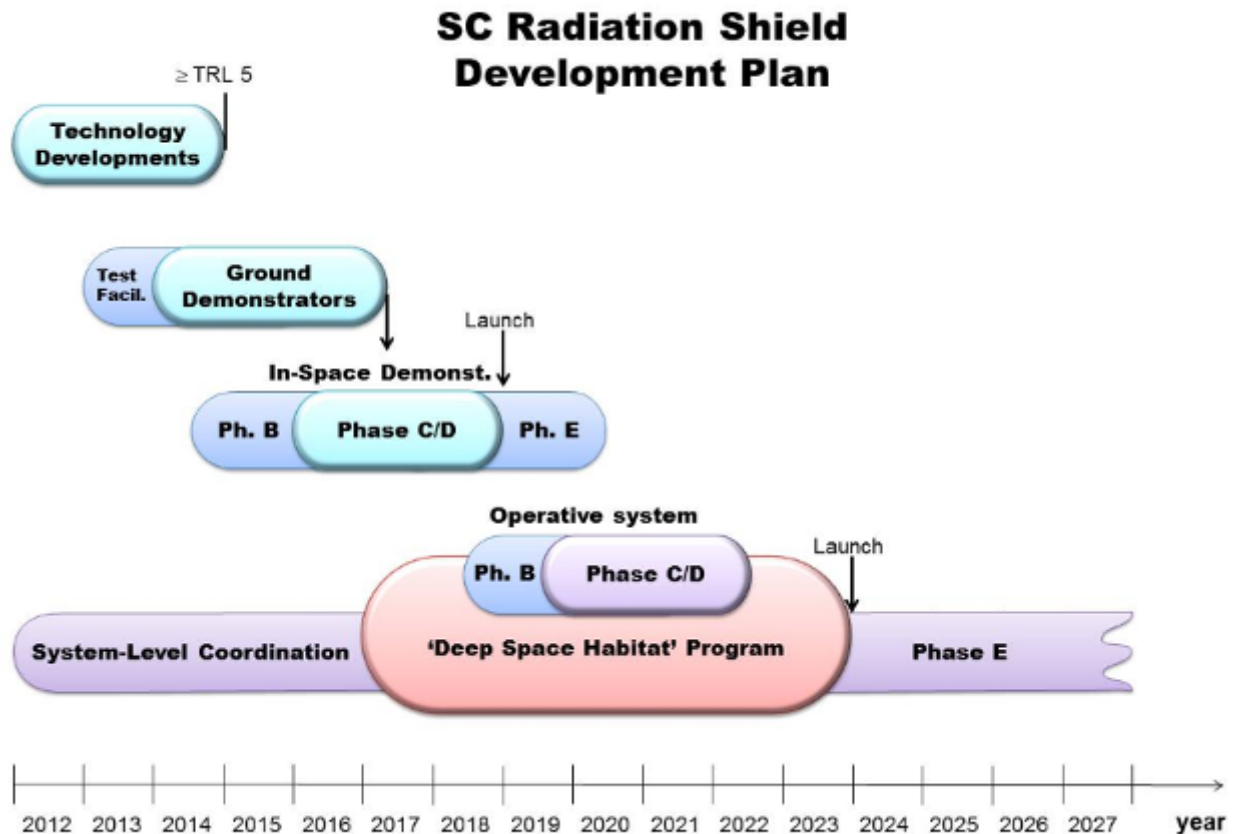 SC Radiation Shield
Development Plan
≥ TRL 5
Technology
Developments
Test
Facil.
Ground
Demonstrators
Launch
In-Space Demonst.
Ph. B
Phase C/D
Ph. E
Operative system
Ph. B
Phase C/D
Launch
System-Level Coordination
‘Deep Space Habitat’ Program
Phase E
2012 2013 2014 2015 2016 2017 2018 2019 2020 2021 2022 2023 2024 2025 2026 2027 year